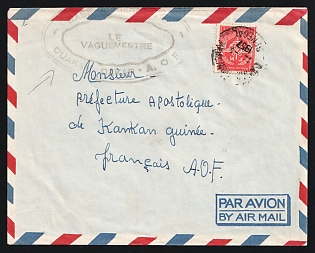 LE
VAGUEMESTRE
A.O.F.
Monsieur
préfecture Apostolique
de Kankan guinée
français A.O.F.
PAR AVION
BY AIR MAIL